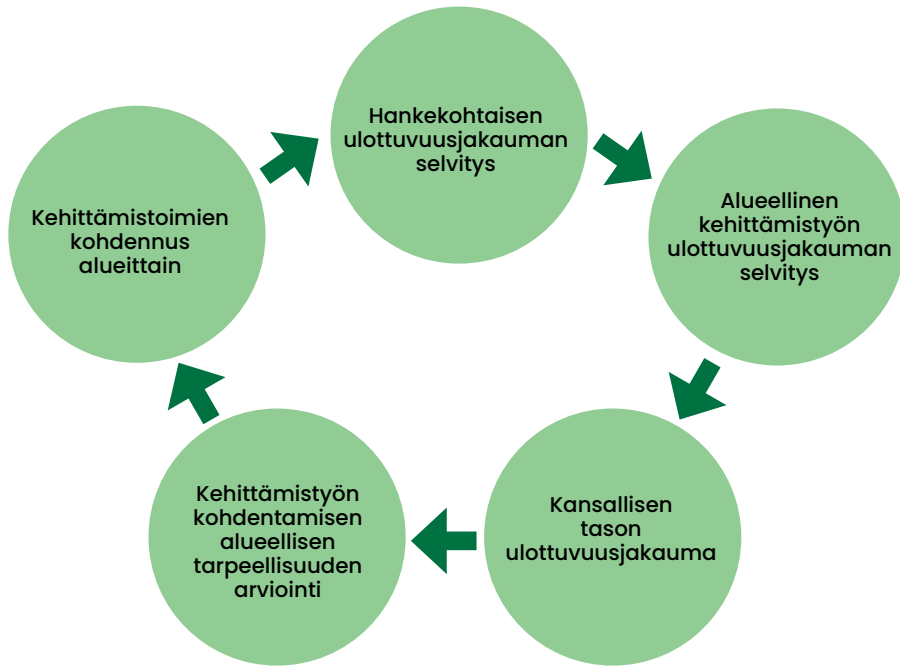 Hankekohtaisen
ulottuvuusjakauman
selvitys
Alueellinen
kehittämistyön
ulottuvuusjakauman
selvitys
Kansallisen
tason
ulottuvuusjakauma
Kehittämistyön
kohdentamisen
alueellisen
tarpeellisuuden
arviointi
Kehittämistoimien
kohdennus
alueittain